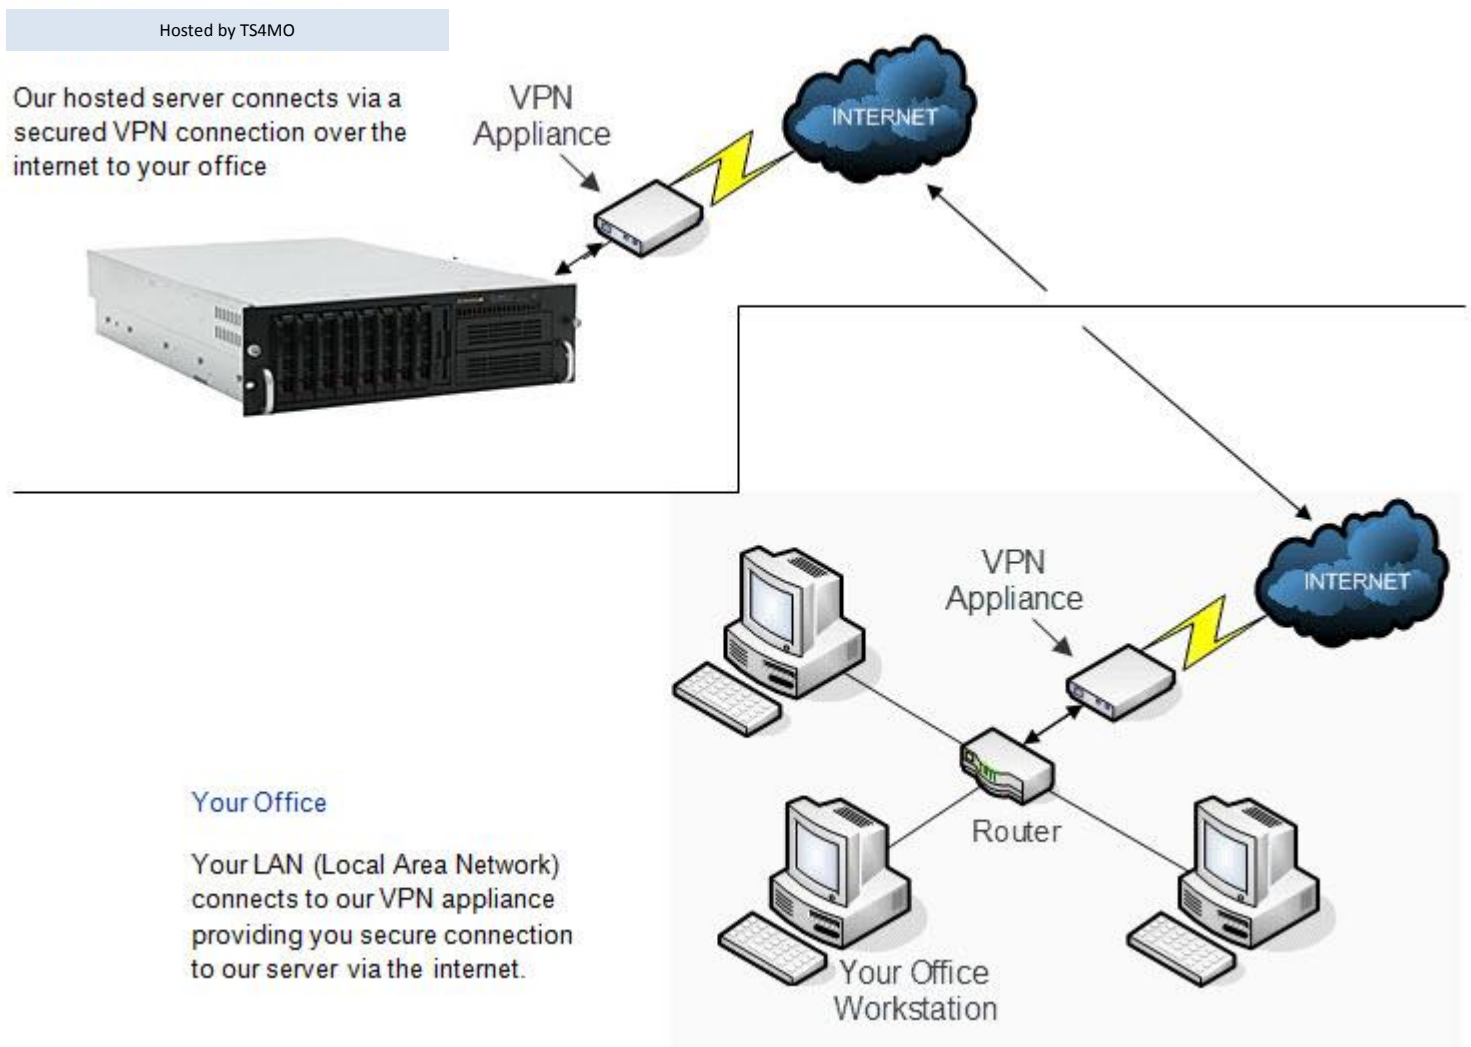 Hosted by TS4MO
Our hosted server connects via a
secured VPN connection over the
internet to your office
VPN
Appliance
INTERNET
VPN
Appliance
INTERNET
Router
Your Office
Workstation
Your Office
Your LAN (Local Area Network)
connects to our VPN appliance
providing you secure connection
to our server via the internet.